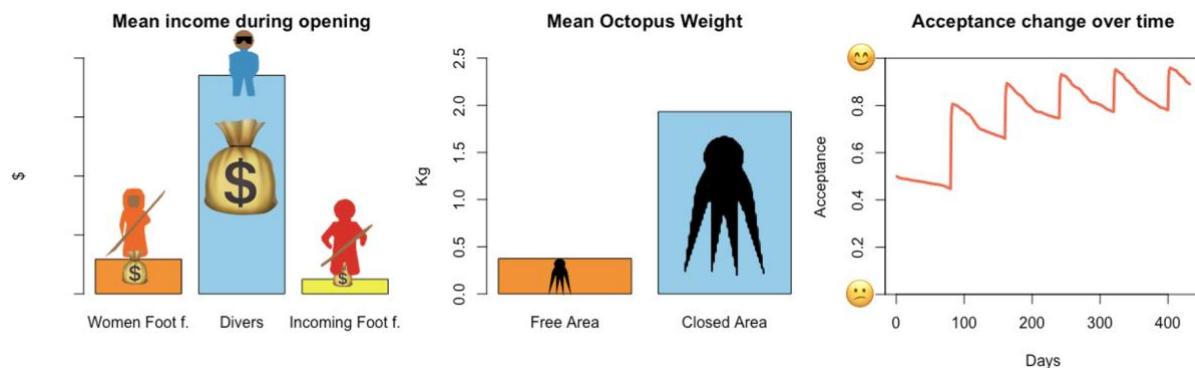 Mean income during opening
$
$
$
$
Women Foot f.
Divers
Incoming Foot f.
Mean Octopus Weight
Kg
2.5
2.0
1.5
1.0
0.5
0.0
Free Area
Closed Area
Acceptance change over time
Acceptance
0.8
0.6
0.4
0.2
0
100
200
300
400
Days